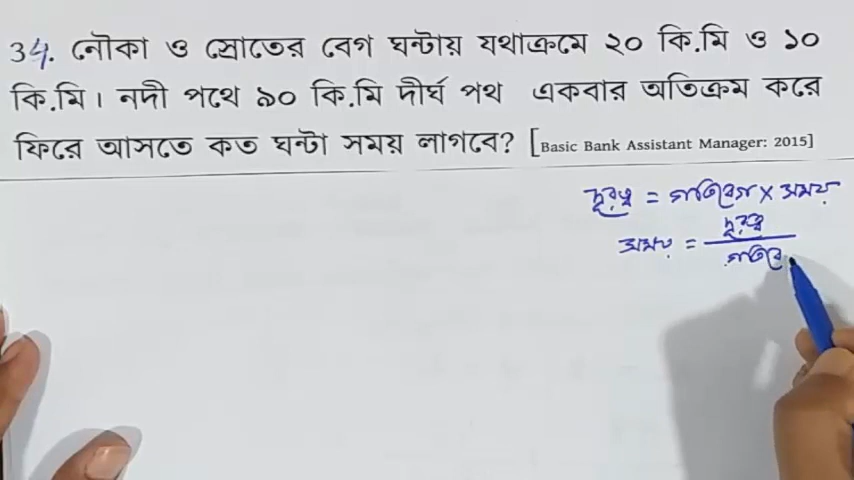 34. নৌকা ও স্রোতের বেগ ঘন্টায় যথাক্রমে ২০ কি.মি ও ১০
কি.মি। নদী পথে ৯০ কি.মি দীর্ঘ পথ একবার অতিক্রম করে
ফিরে আসতে কত ঘন্টা সময় লাগবে? [Basic Bank Assistant Manager: 2015]
দূরত্ব = গতিবেগ × সময়
সময় = দূরত্ব
গতিবে